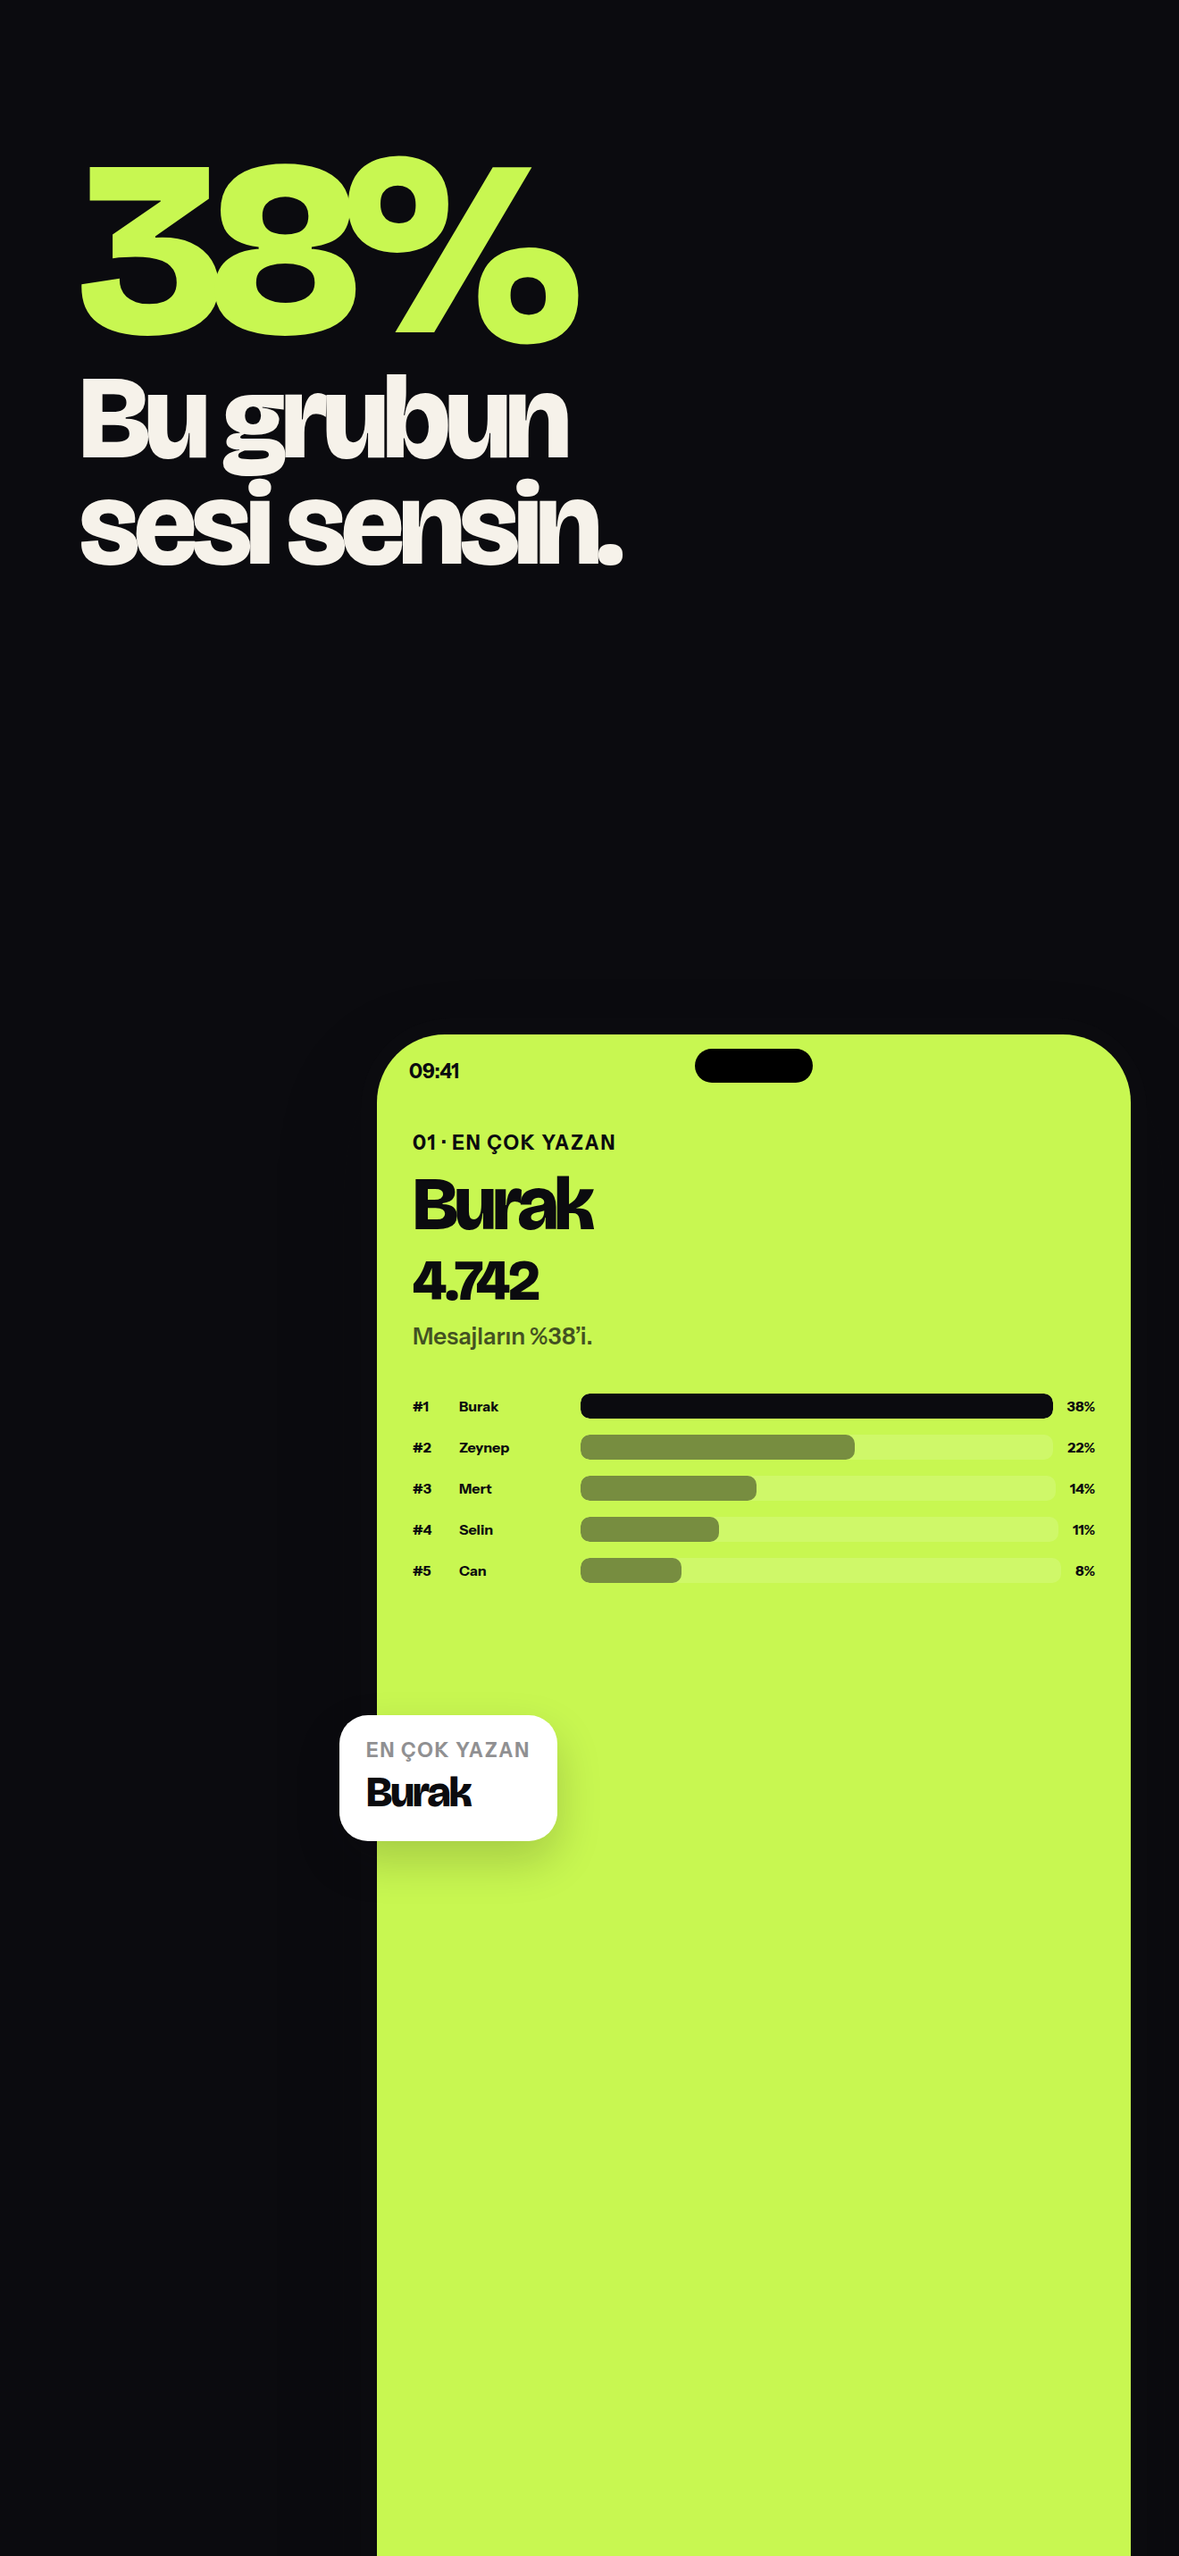 38%
Bu grubun
sesi sensin.
09:41
01 · EN ÇOK YAZAN
Burak
4.742
Mesajların %38’i.
#1 Burak 38%
#2 Zeynep 22%
#3 Mert 14%
#4 Selin 11%
#5 Can 8%
EN ÇOK YAZAN
Burak